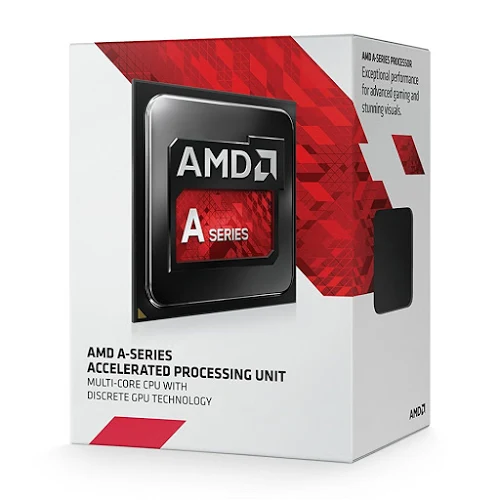 AMD A-SERIES PROCESSOR
Exceptional performance
for advanced gaming and
stunning visuals.
AMD
A SERIES
AMD A-SERIES
ACCELERATED PROCESSING UNIT
MULTI-CORE CPU WITH
DISCRETE GPU TECHNOLOGY
AMD